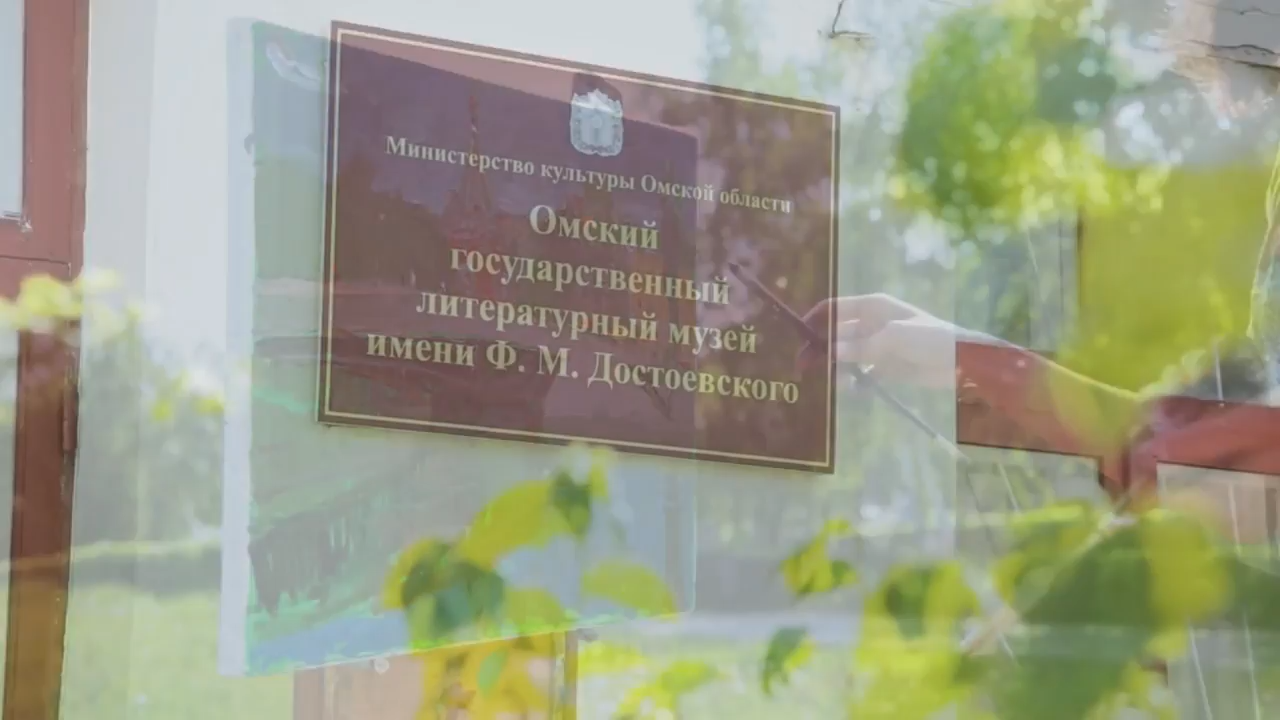 Министерство культуры Омской области
Омский
государственный
литературный музей
имени Ф. М. Достоевского